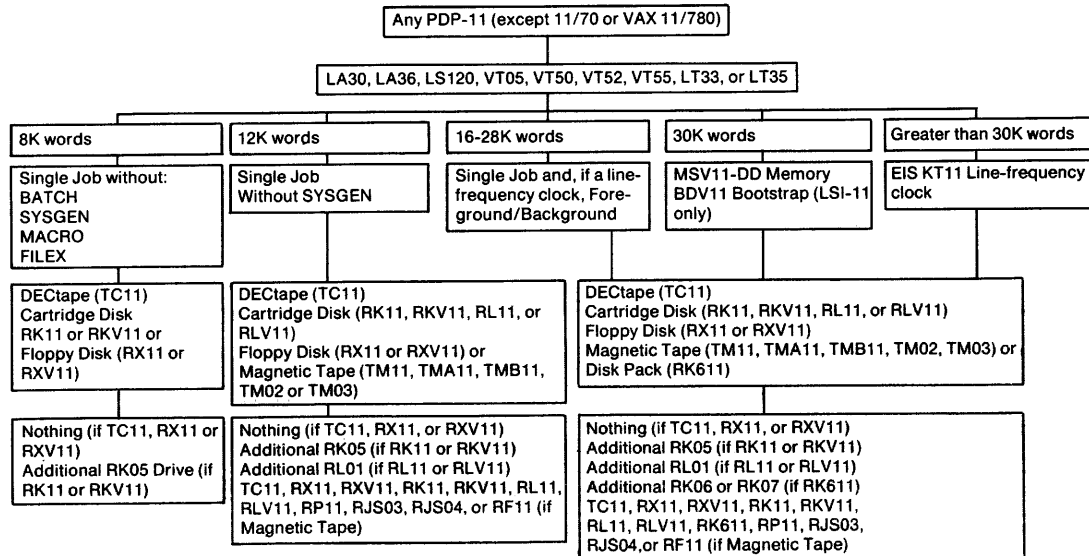 Any PDP-11 (except 11/70 or VAX 11/780)
LA30, LA36, LS120, VT05, VT50, VT52, VT55, LT33, or LT35
8K words
12K words
16-28K words
30K words
Greater than 30K words
Single Job without:
BATCH
SYSGEN
MACRO
FILEX
Single Job
Without SYSGEN
Single Job and, if a line-
frequency clock, Fore-
ground/Background
MSV11-DD Memory
BDV11 Bootstrap (LSI-11
only)
EIS KT11 Line-frequency
clock
DECtape (TC11)
Cartridge Disk
RK11 or RKV11 or
Floppy Disk (RX11 or
RXV11)
DECtape (TC11)
Cartridge Disk (RK11, RKV11, RL11, or
RLV11)
Floppy Disk (RX11 or RXV11) or
Magnetic Tape (TM11, TMA11, TMB11,
TM02 or TM03)
DECtape (TC11)
Cartridge Disk (RK11, RKV11, RL11, or RLV11)
Floppy Disk (RX11 or RXV11)
Magnetic Tape (TM11, TMA11, TMB11, TM02, TM03) or
Disk Pack (RK611)
Nothing (if TC11, RX11 or
RXV11)
Additional RK05 Drive (if
RK11 or RKV11)
Nothing (if TC11, RX11, or RXV11)
Additional RK05 (if RK11 or RKV11)
Additional RL01 (if RL11 or RLV11)
TC11, RX11, RXV11, RK11, RKV11, RL11,
RLV11, RP11, RJS03, RJS04, or RF11 (if
Magnetic Tape)
Nothing (if TC11, RX11, or RXV11)
Additional RK05 (if RK11 or RKV11)
Additional RL01 (if RL11 or RLV11)
Additional RK06 or RK07 (if RK611)
TC11, RX11, RXV11, RK11, RKV11,
RL11, RLV11, RK611, RP11, RJS03,
RJS04,or RF11 (if Magnetic Tape)